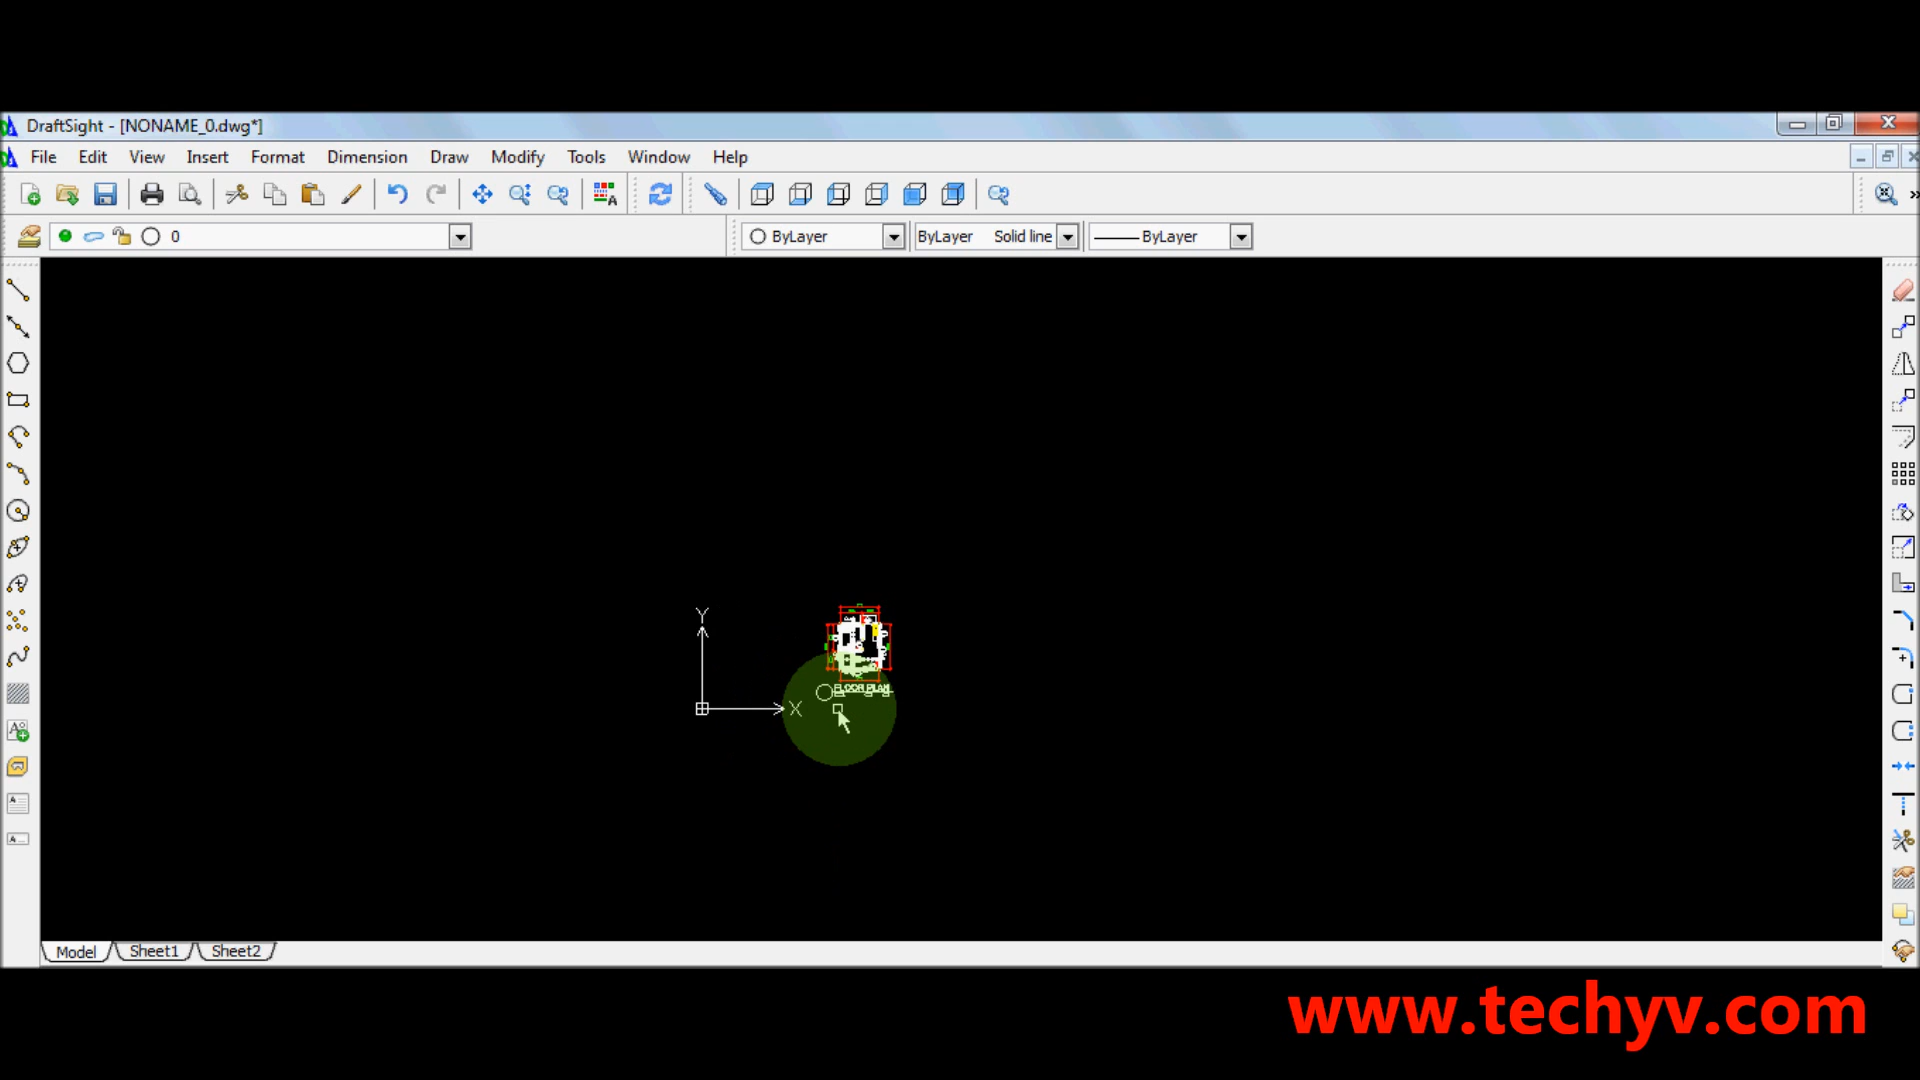 DraftSight - [NONAME_0.dwg*]
File Edit View Insert Format Dimension Draw Modify Tools Window Help
0 ByLayer ByLayer Solid line ByLayer
Y
X
FLOOR PLAN
Model Sheet1 Sheet2
www.techyv.com